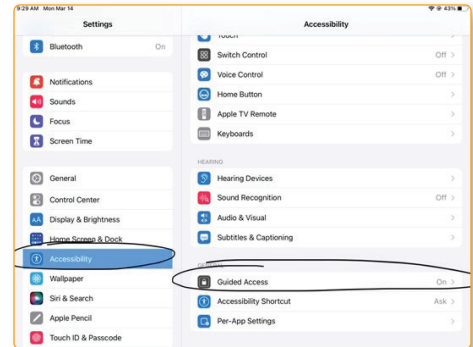 9:29 AM Mon Mar 14
43%
Settings
Bluetooth
On
Notifications
Sounds
Focus
Screen Time
General
Control Center
AA
Display & Brightness
Home Screen & Dock
Accessibility
Wallpaper
Siri & Search
Apple Pencil
Touch ID & Passcode
Accessibility
Touch
Switch Control
Off
Voice Control
Off
Home Button
Apple TV Remote
Keyboards
HEARING
Hearing Devices
Sound Recognition
Off
Audio & Visual
Subtitles & Captioning
GENERAL
Guided Access
On
Accessibility Shortcut
Ask
Per-App Settings